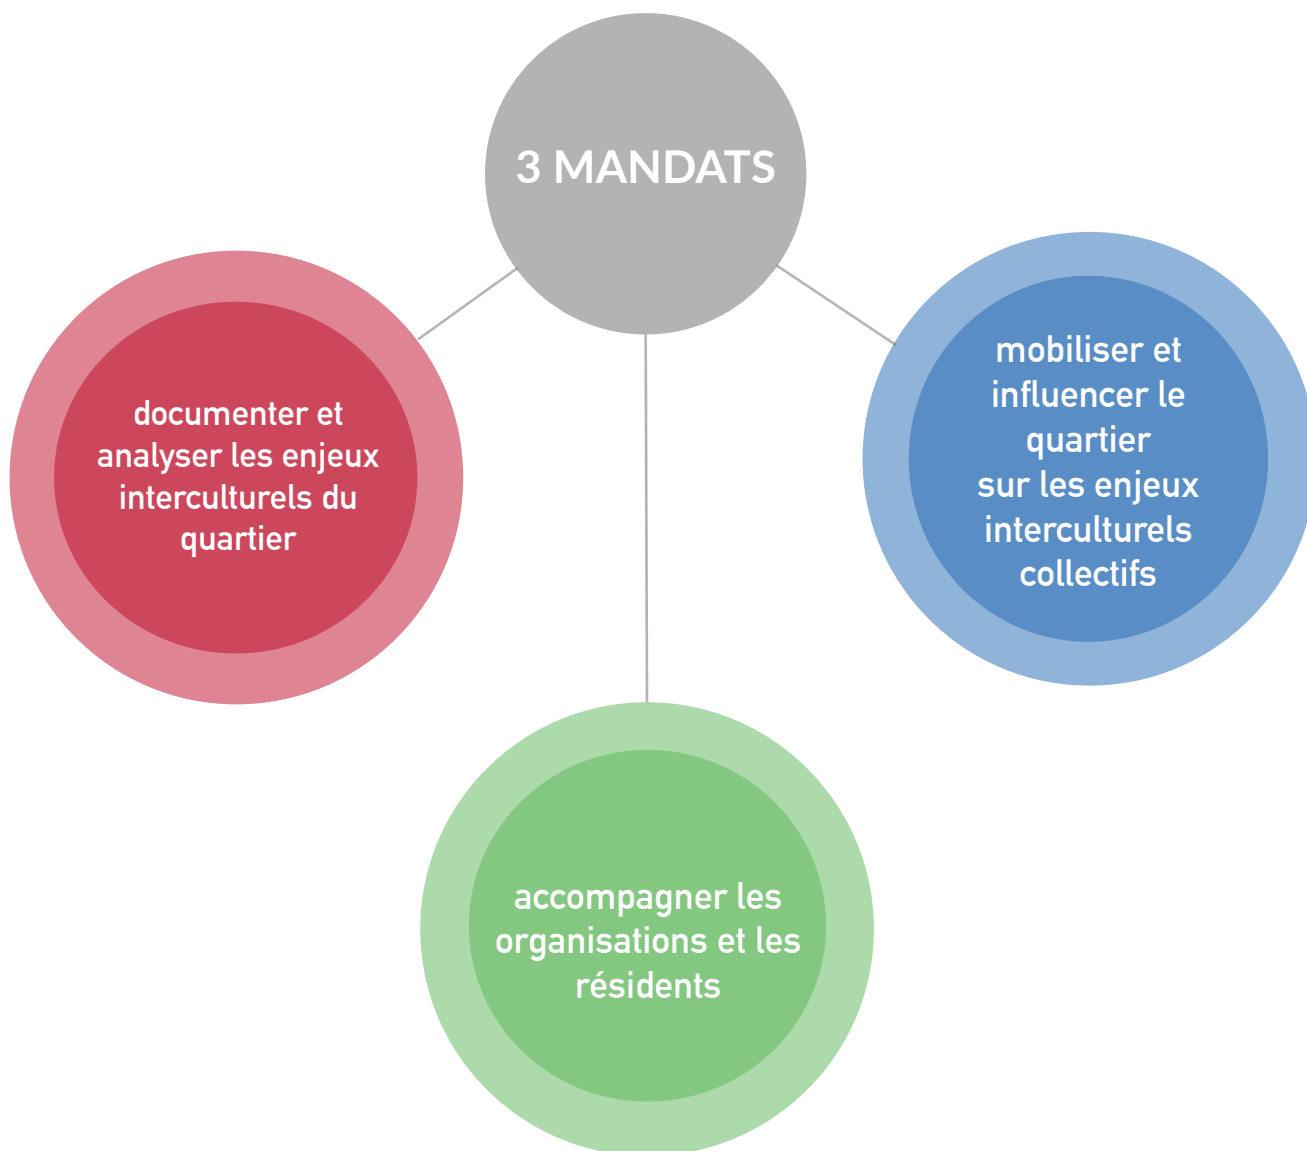 3 MANDATS
documenter et
analyser les enjeux
interculturels du
quartier
mobiliser et
influencer le
quartier
sur les enjeux
interculturels
collectifs
accompagner les
organisations et les
résidents